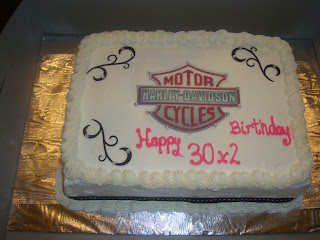 MOTOR
HARLEY-DAVIDSON
CYCLES
Happy Birthday
30x2